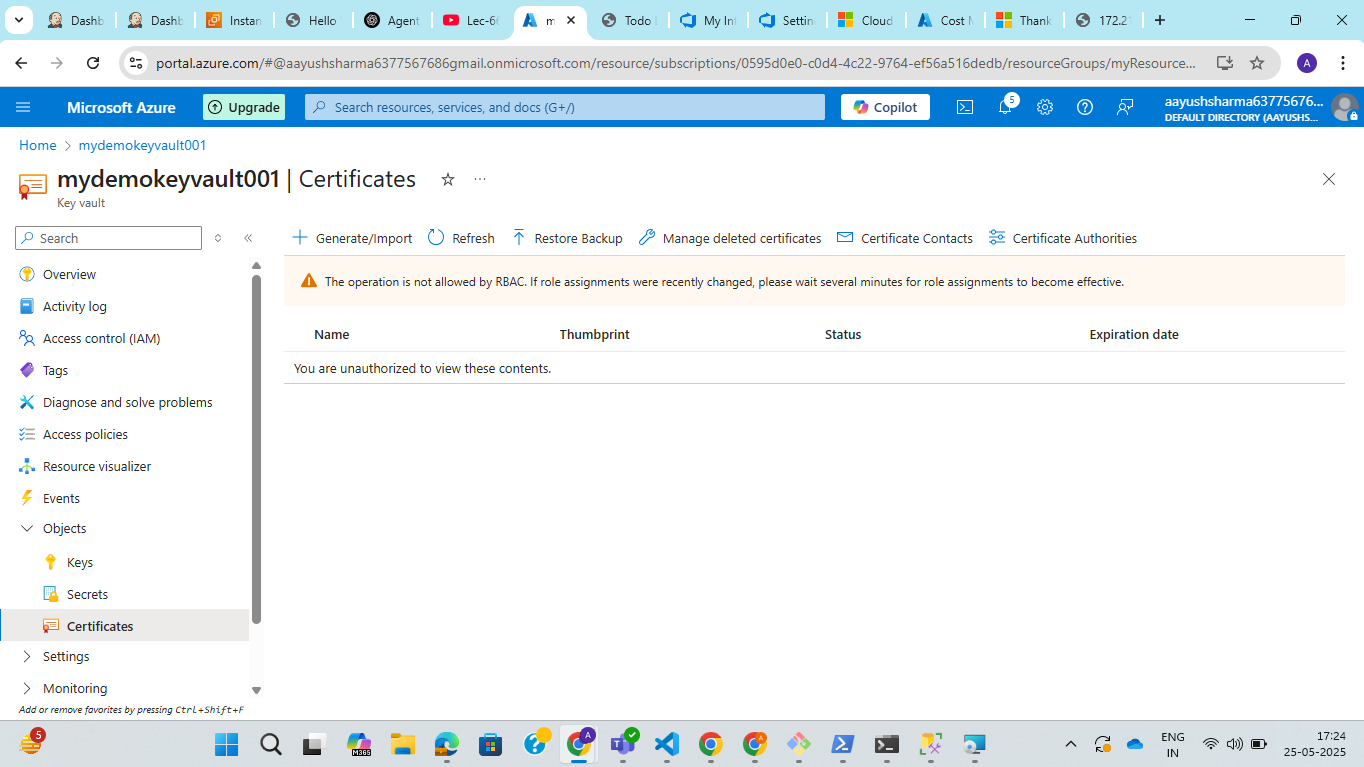 Dashb
Dashb
Instan
Hello
Agent
Lec-6
m
Todo
My Inf
Settin
Cloud
Cost M
Thank
172.2
portal.azure.com/#@aayushsharma6377567686gmail.onmicrosoft.com/resource/subscriptions/0595d0e0-c0d4-4c22-9764-ef56a516dedb/resourceGroups/myResource...
A
Microsoft Azure
Upgrade
Search resources, services, and docs (G+/)
Copilot
5
aayushsharma63775676...
DEFAULT DIRECTORY (AAYUSHS...
Home > mydemokeyvault001
mydemokeyvault001 | Certificates
Key vault
Search
Generate/Import
Refresh
Restore Backup
Manage deleted certificates
Certificate Contacts
Certificate Authorities
Overview
Activity log
Access control (IAM)
Tags
Diagnose and solve problems
Access policies
Resource visualizer
Events
Objects
Keys
Secrets
Certificates
Settings
Monitoring
Add or remove favorites by pressing Ctrl+Shift+F
The operation is not allowed by RBAC. If role assignments were recently changed, please wait several minutes for role assignments to become effective.
Name Thumbprint Status Expiration date
You are unauthorized to view these contents.
5
M365
A
ENG
IN
17:24
25-05-2025